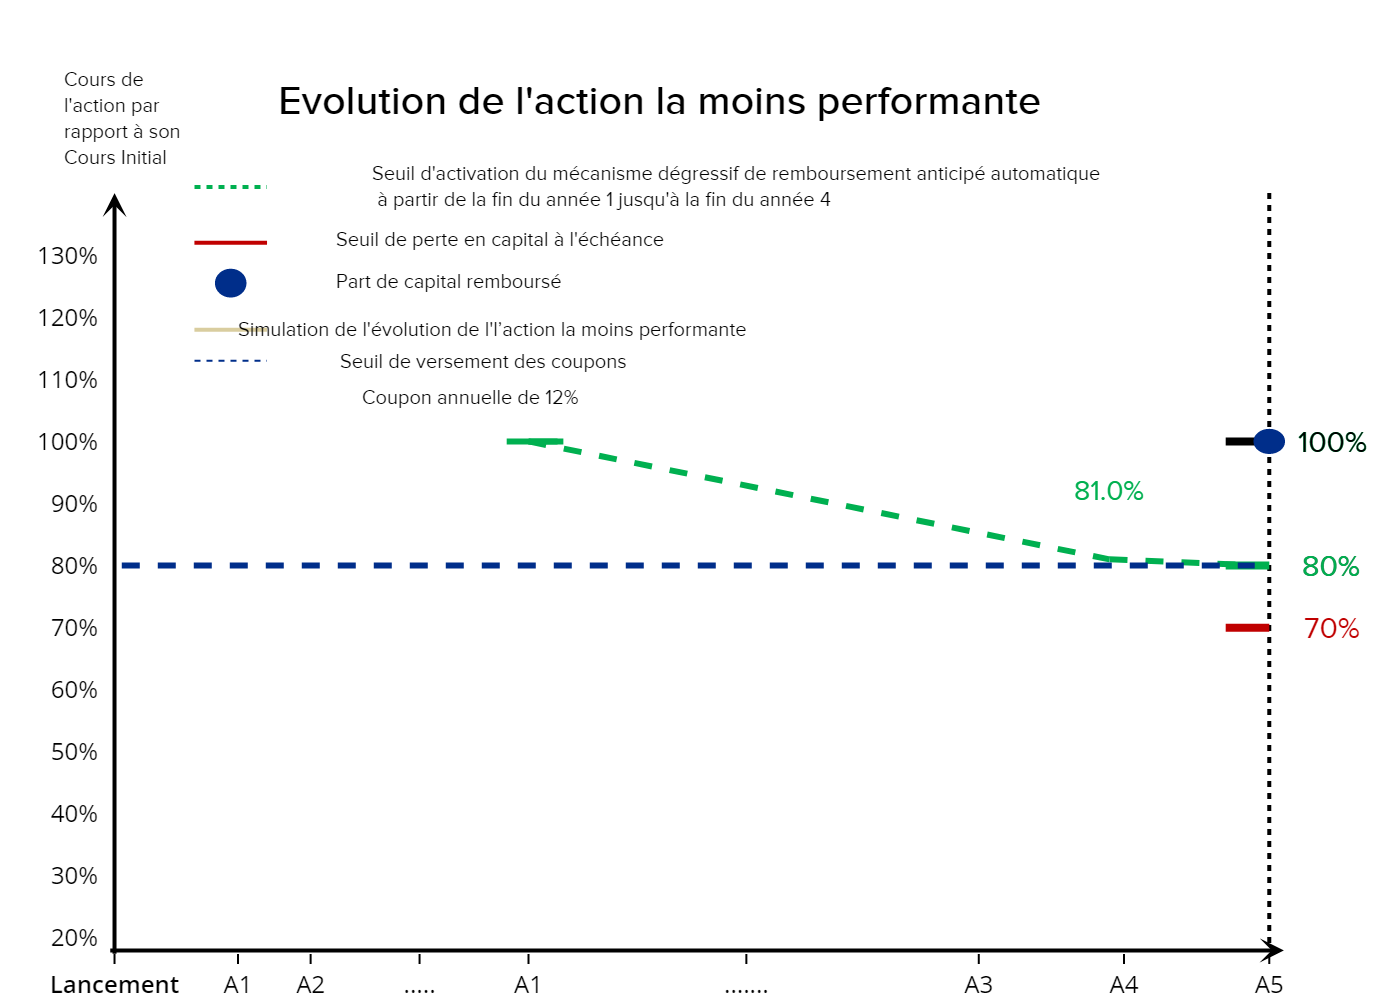 Cours de
l'action par
rapport à son
Cours Initial
Evolution de l'action la moins performante
Seuil d'activation du mécanisme dégressif de remboursement anticipé automatique
à partir de la fin du année 1 jusqu'à la fin du année 4
Seuil de perte en capital à l'échéance
Part de capital remboursé
Simulation de l'évolution de l'l’action la moins performante
Seuil de versement des coupons
Coupon annuelle de 12%
130%
120%
110%
100%
90%
80%
70%
60%
50%
40%
30%
20%
81.0%
100%
80%
70%
Lancement A1 A2 ..... A1 ....... A3 A4 A5